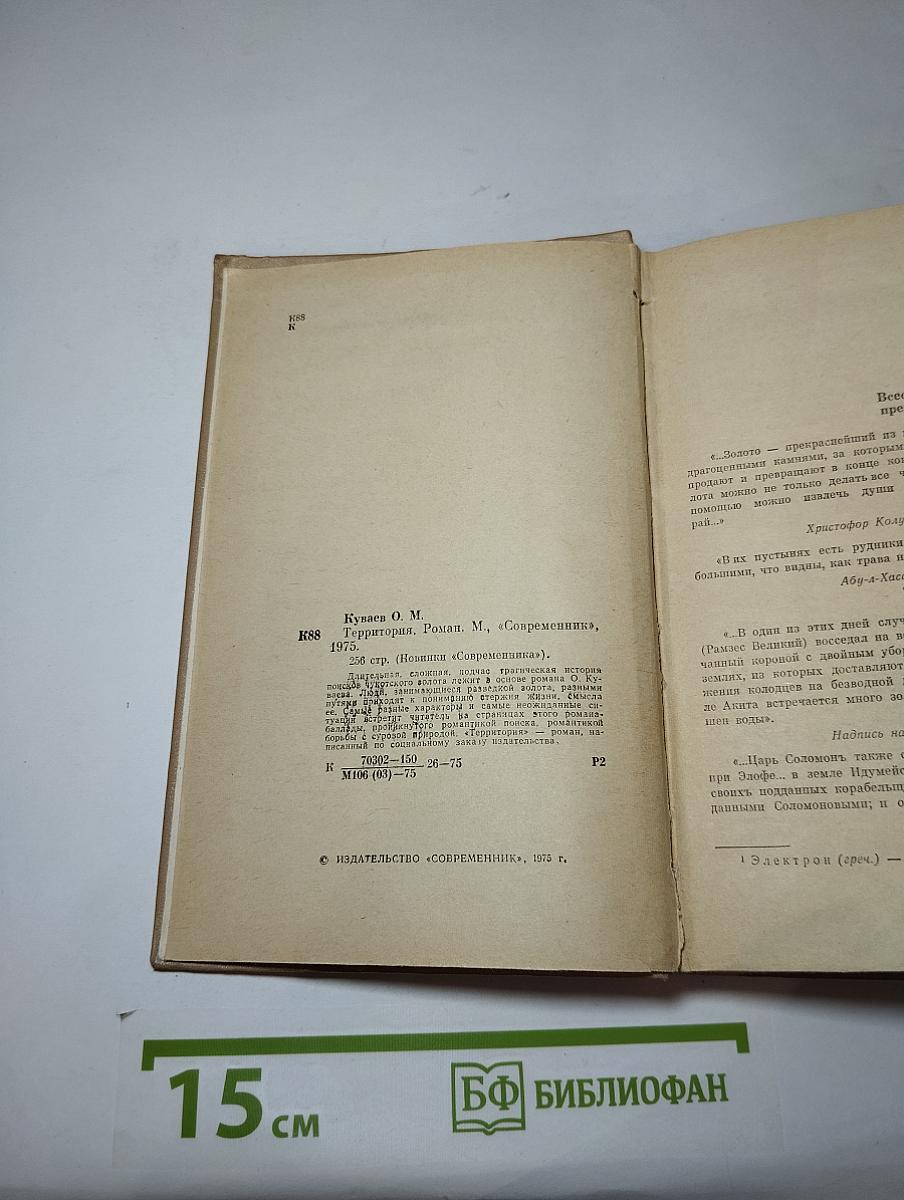 К88
К
Куваев О. М.
К88 Территория. Роман. М., «Современник»,
1975.
256 стр. (Новинки «Современника»).
Длительная, сложная, подчас трагическая история
поисков чукотского золота лежит в основе романа О. Ку-
ваева. Люди, занимающиеся разведкой золота, разными
путями приходят к пониманию стержня жизни, смысла
ее. Самые разные характеры и самые неожиданные си-
туации встретит читатель на страницах этого романа-
баллады, пройкнутого романтикой поиска, романтикой
борьбы с суровой природой. «Территория» — роман, на-
писанный по социальному заказу издательства.
К 70302—150 26—75 Р2
М106 (03)—75
© ИЗДАТЕЛЬСТВО «СОВРЕМЕННИК», 1975 г.
«...Золото — прекраснейший из
драгоценными камнями, за которым
продают и превращают в конце
лота можно не только делать все
помощью можно извлечь души
рай...»
Христофор Колу
«В их пустынях есть рудники
большими, что видны, как трава
Абу-л-Хас
«...В один из этих дней случ
(Рамзес Великий) восседал на
чанный короной с двойным убо
землях, из которых доставляют
жения колодцев на безводной
ле Акита встречается много зо
шен воды».
Надпись на
«...Царь Соломонъ также
при Элофе... в земле Идумейс
своихъ подданных корабельщ
данными Соломоновыми; и о
¹ Электрон (греч.) —
15 см
БФ БИБЛИОФАН